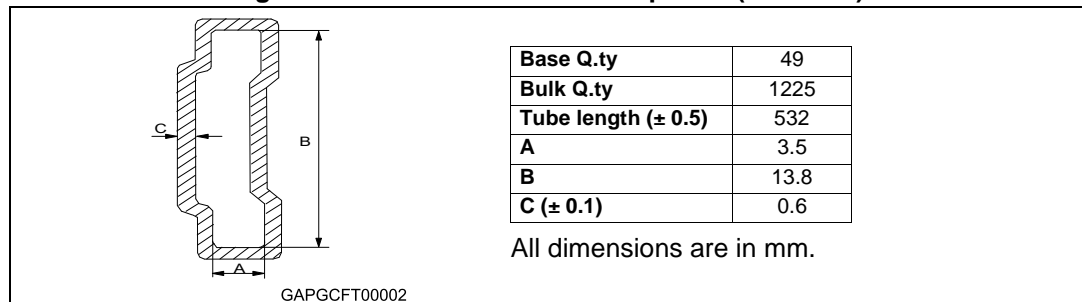 C
B
A
GAPGCFT00002
Base Q.ty 49
Bulk Q.ty 1225
Tube length (± 0.5) 532
A 3.5
B 13.8
C (± 0.1) 0.6
All dimensions are in mm.